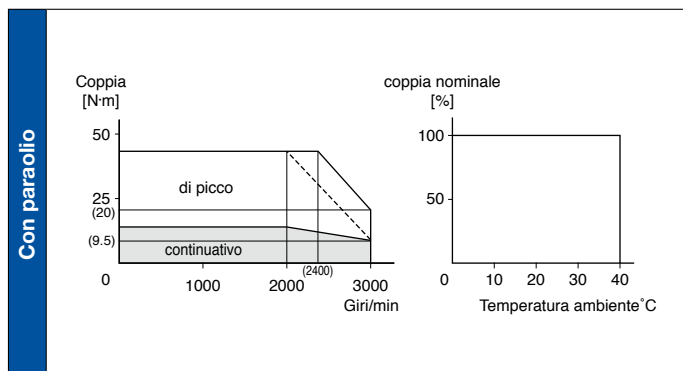 Con paraolio
Coppia
[N·m]
50
25
(20)
(9.5)
0
di picco
continuativo
1000
2000
(2400)
3000
Giri/min
coppia nominale
[%]
100
50
0
10
20
30
40
Temperatura ambiente˚C